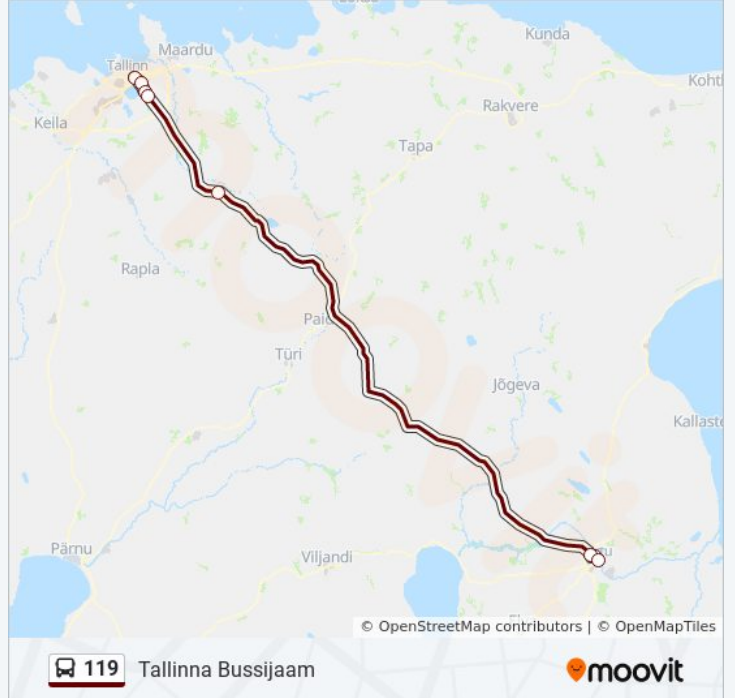 Kunda
Maardu
Tallinn
Kohtl
Rakvere
Keila
Tapa
Rapla
Paid
Türi
Jõgeva
Kallaste
Pärnu
Viljandi
© OpenStreetMap contributors | © OpenMapTiles
119 Tallinna Bussijaam
moovit